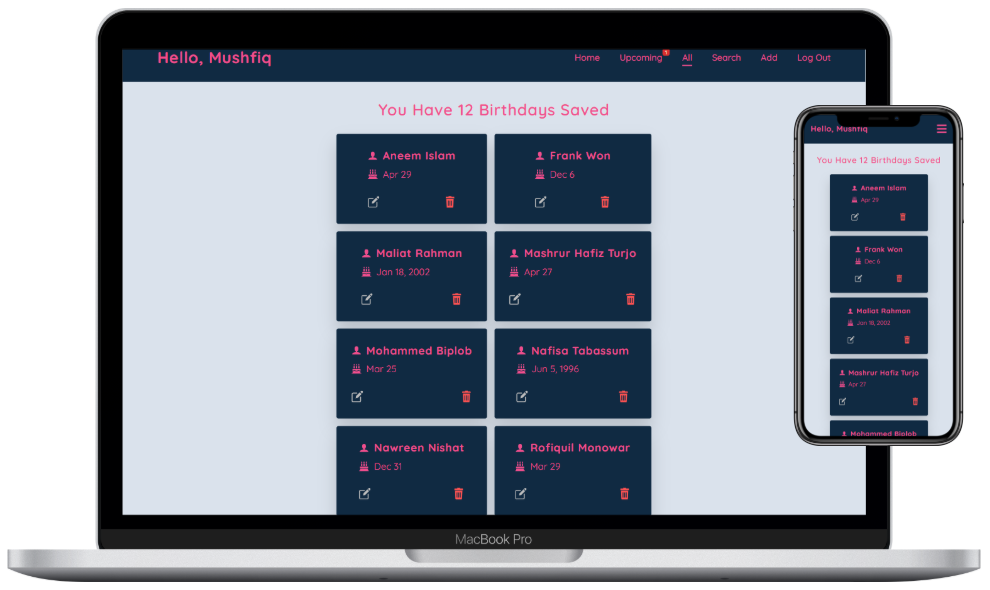 Hello, Mushfiq
Home Upcoming 1 All Search Add Log Out
You Have 12 Birthdays Saved
Aneem Islam
Apr 29
Frank Won
Dec 6
Maliat Rahman
Jan 18, 2002
Mashrur Hafiz Turjo
Apr 27
Mohammed Biplob
Mar 25
Nafisa Tabassum
Jun 5, 1996
Nawreen Nishat
Dec 31
Rofiquil Monowar
Mar 29
MacBook Pro
Hello, Mushfiq
You Have 12 Birthdays Saved
Aneem Islam
Apr 29
Frank Won
Dec 6
Maliat Rahman
Jan 18, 2002
Mashrur Hafiz Turjo
Apr 27
Mohammed Biplob